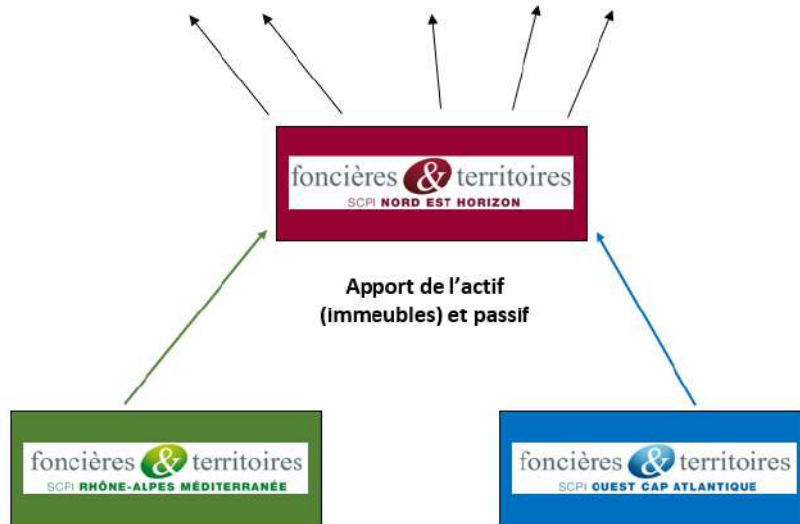 foncières & territoires
SCPI NORD EST HORIZON
Apport de l'actif
(immeubles) et passif
foncières & territoires
SCPI RHÔNE-ALPES MÉDITERRANÉE
foncières & territoires
SCPI OUEST CAP ATLANTIQUE